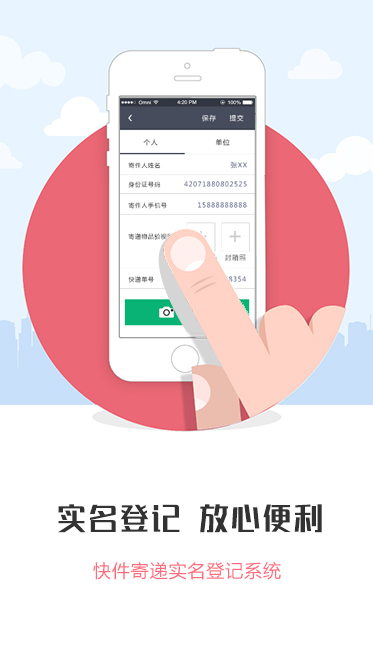 Omni 4:20 PM 100%
保存 提交
个人 单位
寄件人姓名 张XX
身份证号码 42071880802525
寄件人手机号 15888888888
寄递物品验视
封箱照
快递单号 8354
实名登记 放心便利
快件寄递实名登记系统